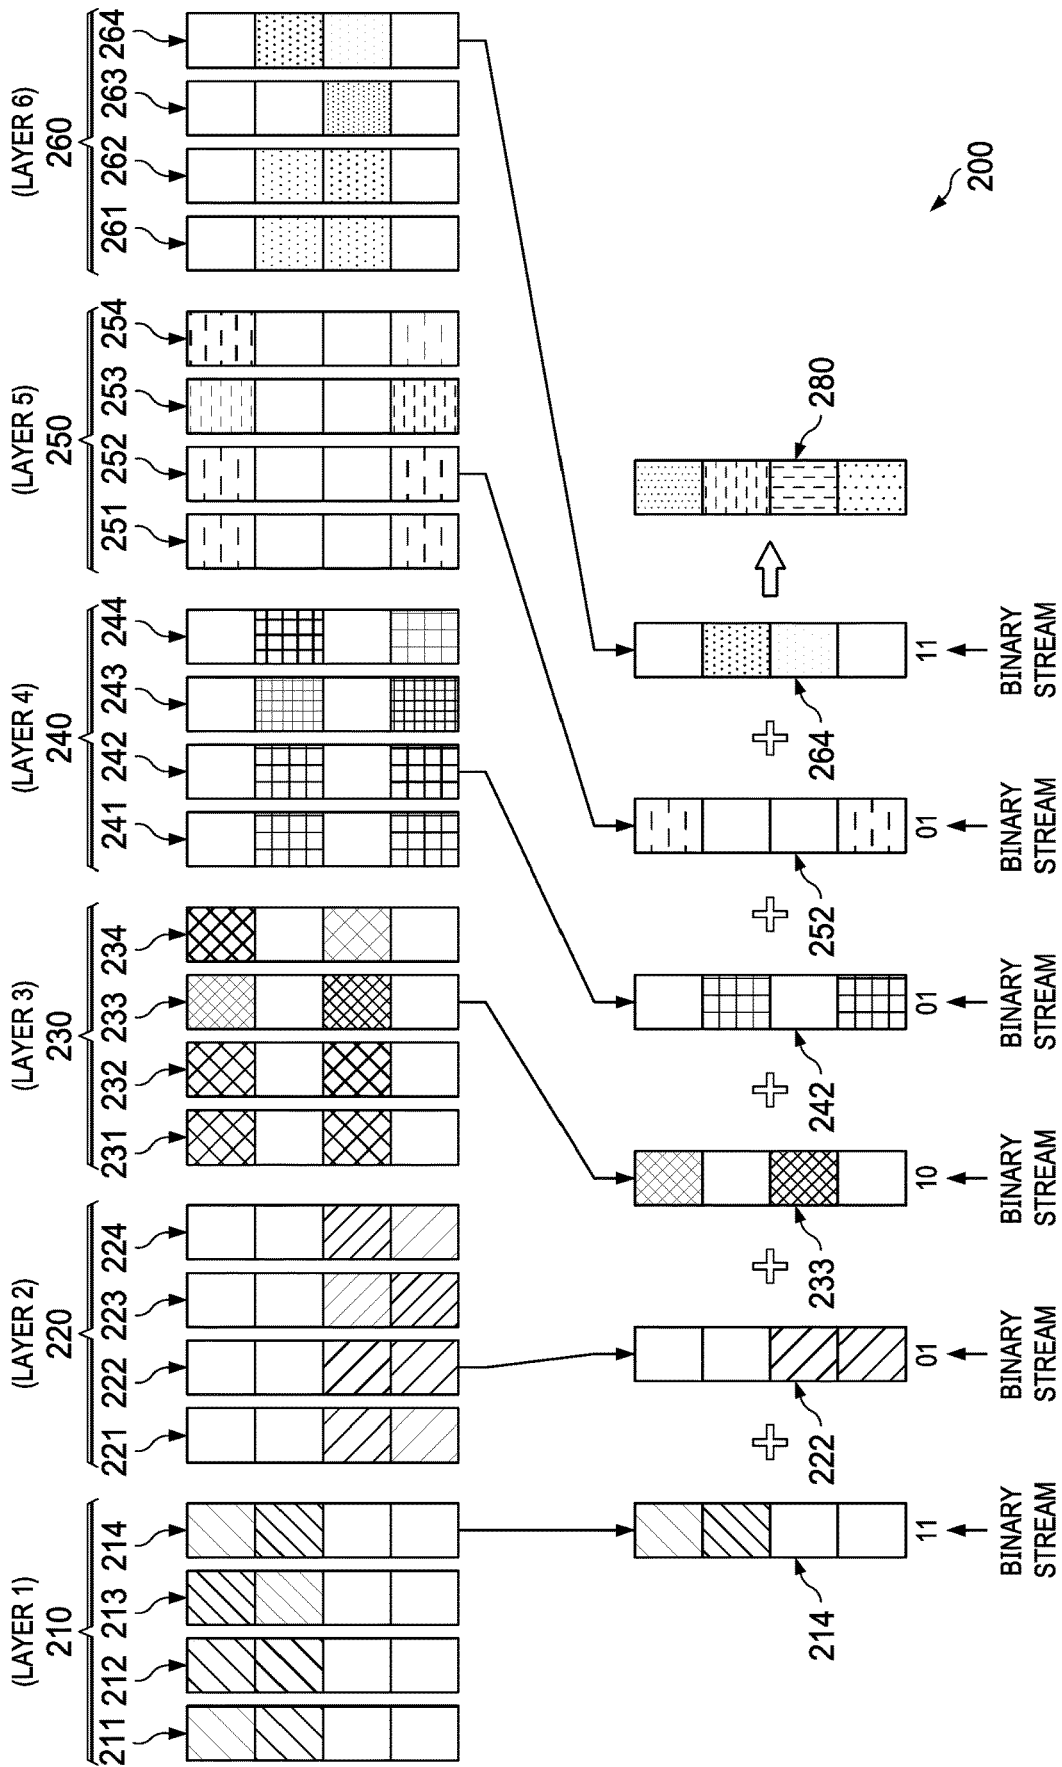 (LAYER 1) (LAYER 2) (LAYER 3) (LAYER 4) (LAYER 5) (LAYER 6)
210 220 230 240 250 260
211 212 213 214 221 222 223 224 231 232 233 234 241 242 243 244 251 252 253 254 261 262 263 264
280
200
214 222 233 242 252 264
11 01 10 01 01 11
BINARY BINARY BINARY BINARY BINARY BINARY
STREAM STREAM STREAM STREAM STREAM STREAM